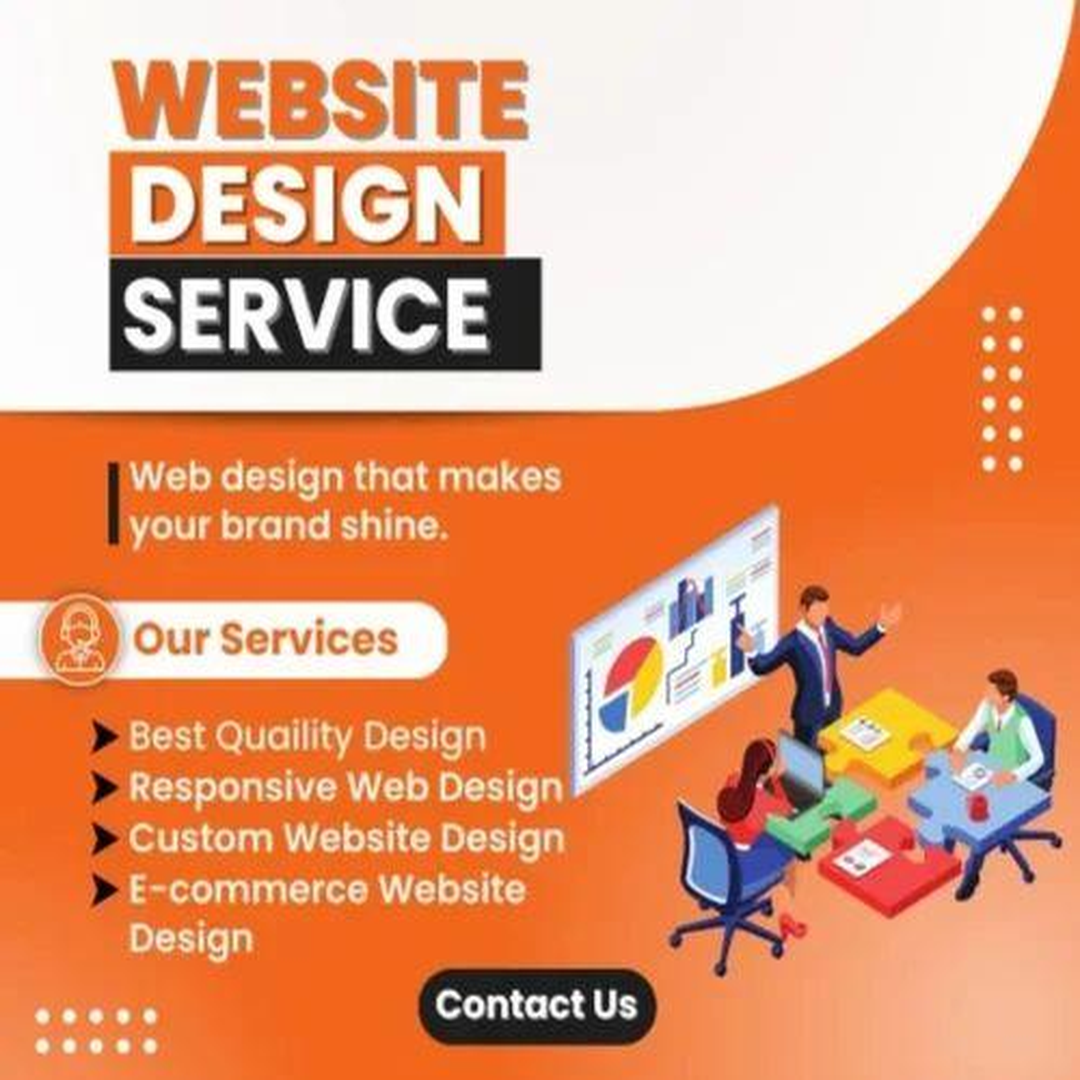 WEBSITE
DESIGN
SERVICE
Web design that makes
your brand shine.
Our Services
Best Quaility Design
Responsive Web Design
Custom Website Design
E-commerce Website
Design
Contact Us